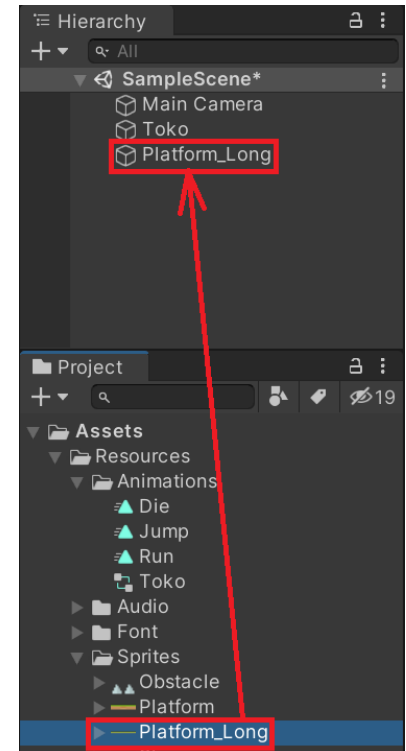 Hierarchy
All
SampleScene*
Main Camera
Toko
Platform_Long
Project
19
Assets
Resources
Animations
Die
Jump
Run
Toko
Audio
Font
Sprites
Obstacle
Platform
Platform_Long